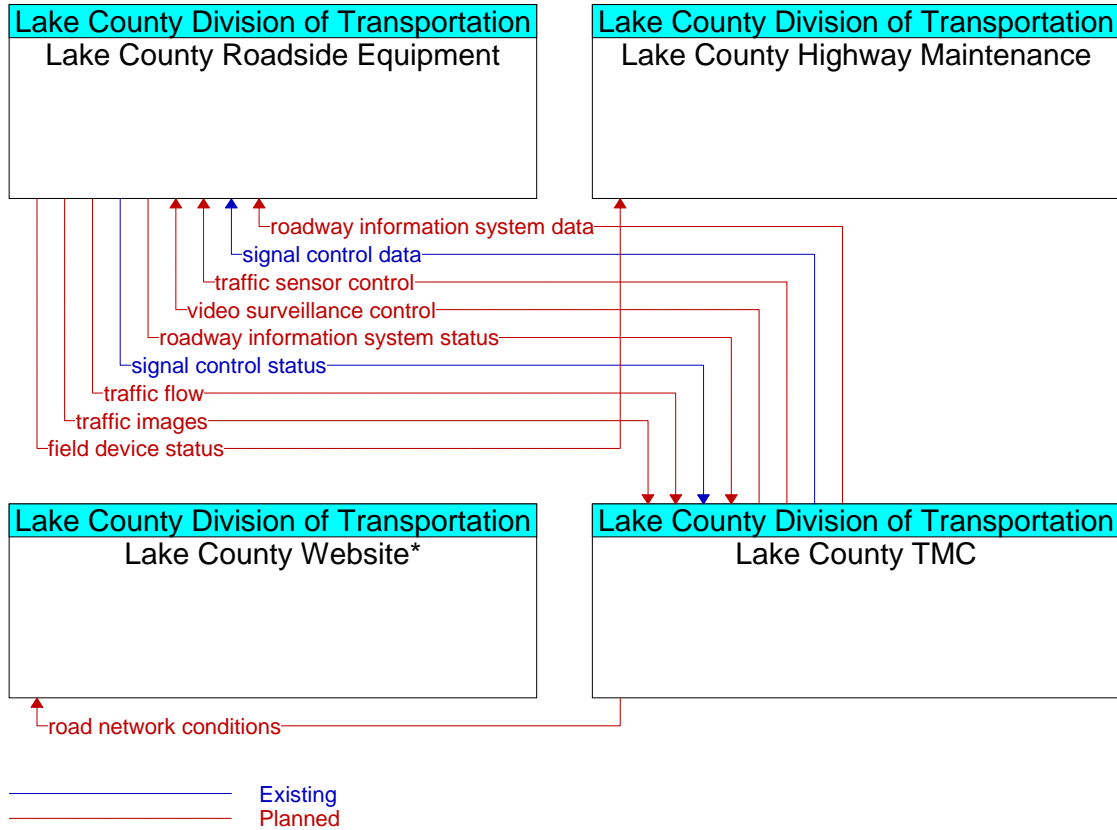 Lake County Division of Transportation
Lake County Roadside Equipment
Lake County Division of Transportation
Lake County Highway Maintenance
roadway information system data
signal control data
traffic sensor control
video surveillance control
roadway information system status
signal control status
traffic flow
traffic images
field device status
Lake County Division of Transportation
Lake County Website*
Lake County Division of Transportation
Lake County TMC
road network conditions
Existing
Planned